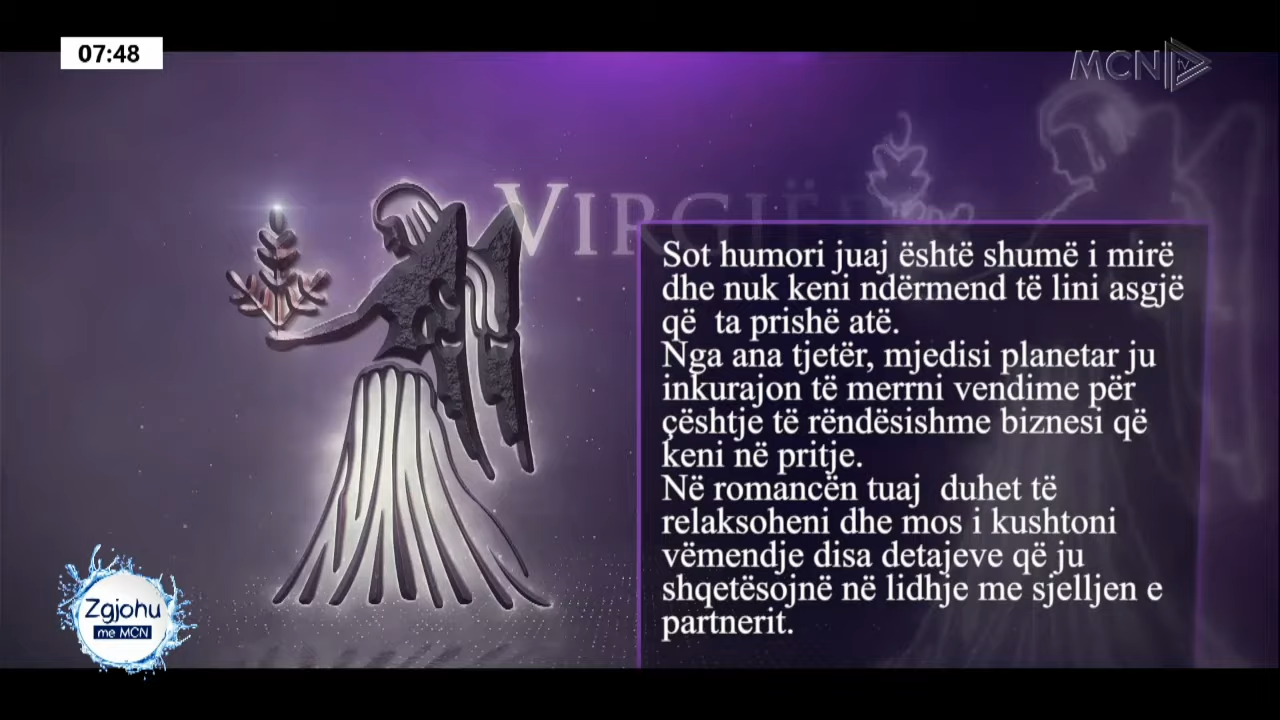 07:48
MCN TV
Sot humori juaj është shumë i mirë
dhe nuk keni ndërmend të lini asgjë
që  ta prishë atë.
Nga ana tjetër, mjedisi planetar ju
inkurajon të merrni vendime për
çështje të rëndësishme biznesi që
keni në pritje.
Në romancën tuaj  duhet të
relaksoheni dhe mos i kushtoni
vëmendje disa detajeve që ju
shqetësojnë në lidhje me sjelljen e
partnerit.
Zgjohu
me MCN